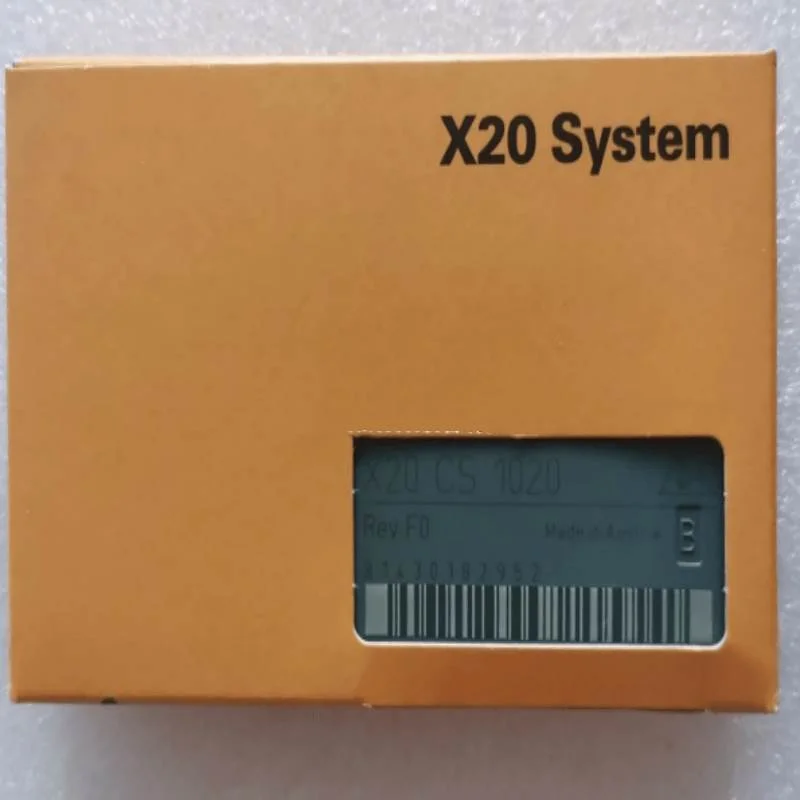 X20 System
X20 CS 1020
Rev.F0
Made in Austria
B